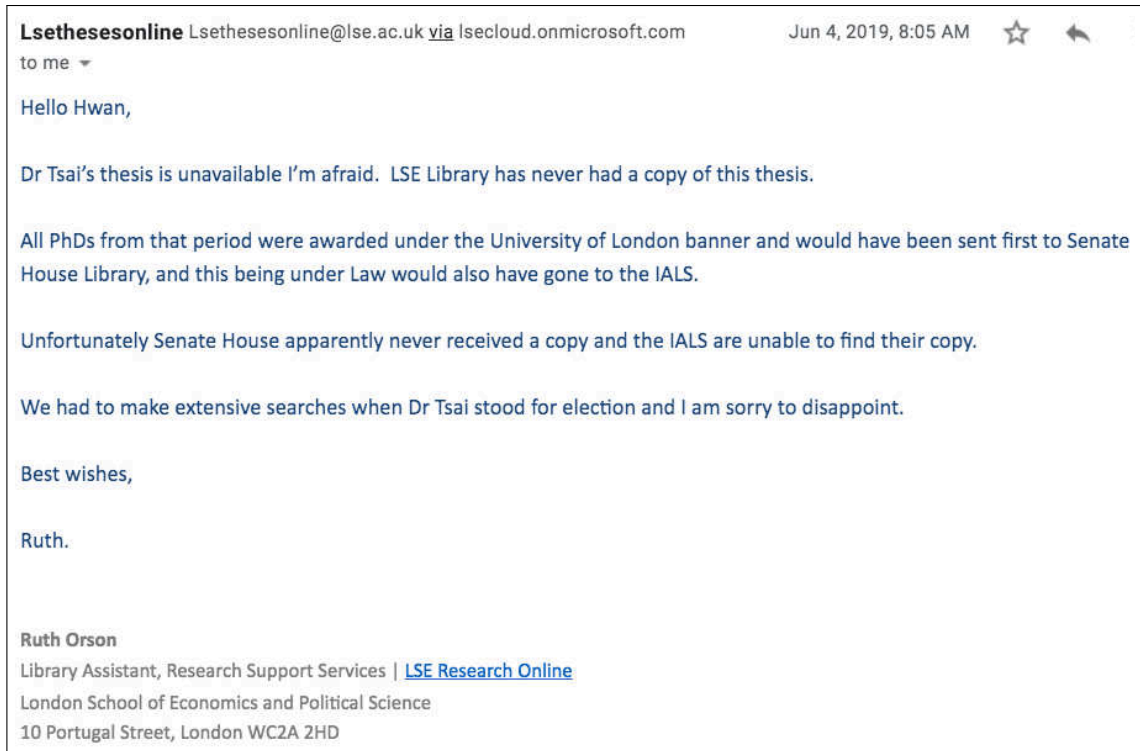 Lsethesesonline Lsethesesonline@lse.ac.uk via lsecloud.onmicrosoft.com Jun 4, 2019, 8:05 AM
to me
Hello Hwan,
Dr Tsai's thesis is unavailable I'm afraid.  LSE Library has never had a copy of this thesis.
All PhDs from that period were awarded under the University of London banner and would have been sent first to Senate
House Library, and this being under Law would also have gone to the IALS.
Unfortunately Senate House apparently never received a copy and the IALS are unable to find their copy.
We had to make extensive searches when Dr Tsai stood for election and I am sorry to disappoint.
Best wishes,
Ruth.
Ruth Orson
Library Assistant, Research Support Services | LSE Research Online
London School of Economics and Political Science
10 Portugal Street, London WC2A 2HD